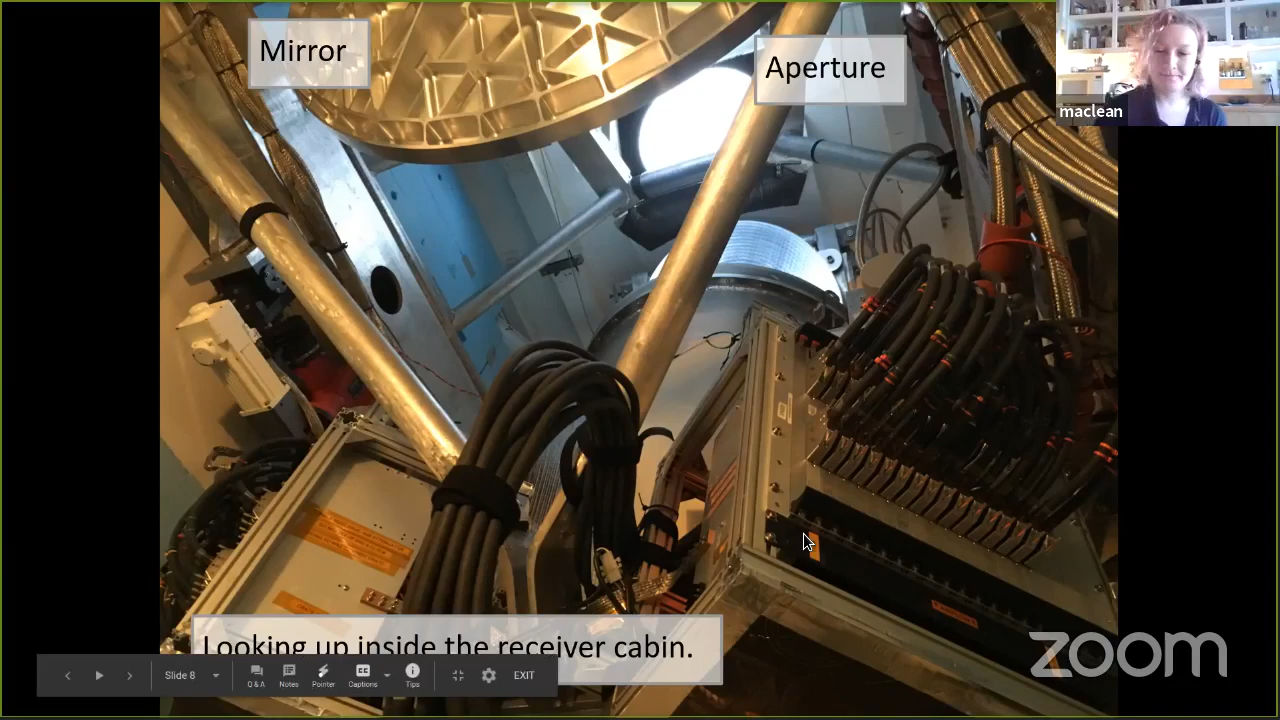 Mirror
Aperture
maclean
Looking up inside the receiver cabin.
Slide 8
Q & A
Notes
Pointer
Captions
Tips
EXIT
zoom